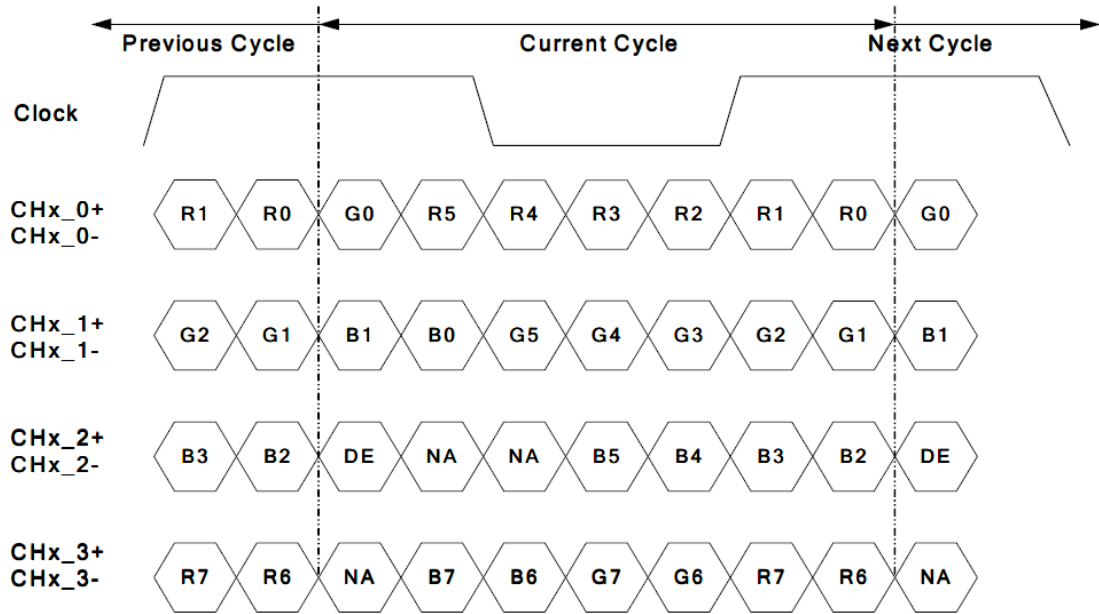 Previous Cycle Current Cycle Next Cycle
Clock
CHx_0+
CHx_0-
R1 R0 G0 R5 R4 R3 R2 R1 R0 G0
CHx_1+
CHx_1-
G2 G1 B1 B0 G5 G4 G3 G2 G1 B1
CHx_2+
CHx_2-
B3 B2 DE NA NA B5 B4 B3 B2 DE
CHx_3+
CHx_3-
R7 R6 NA B7 B6 G7 G6 R7 R6 NA